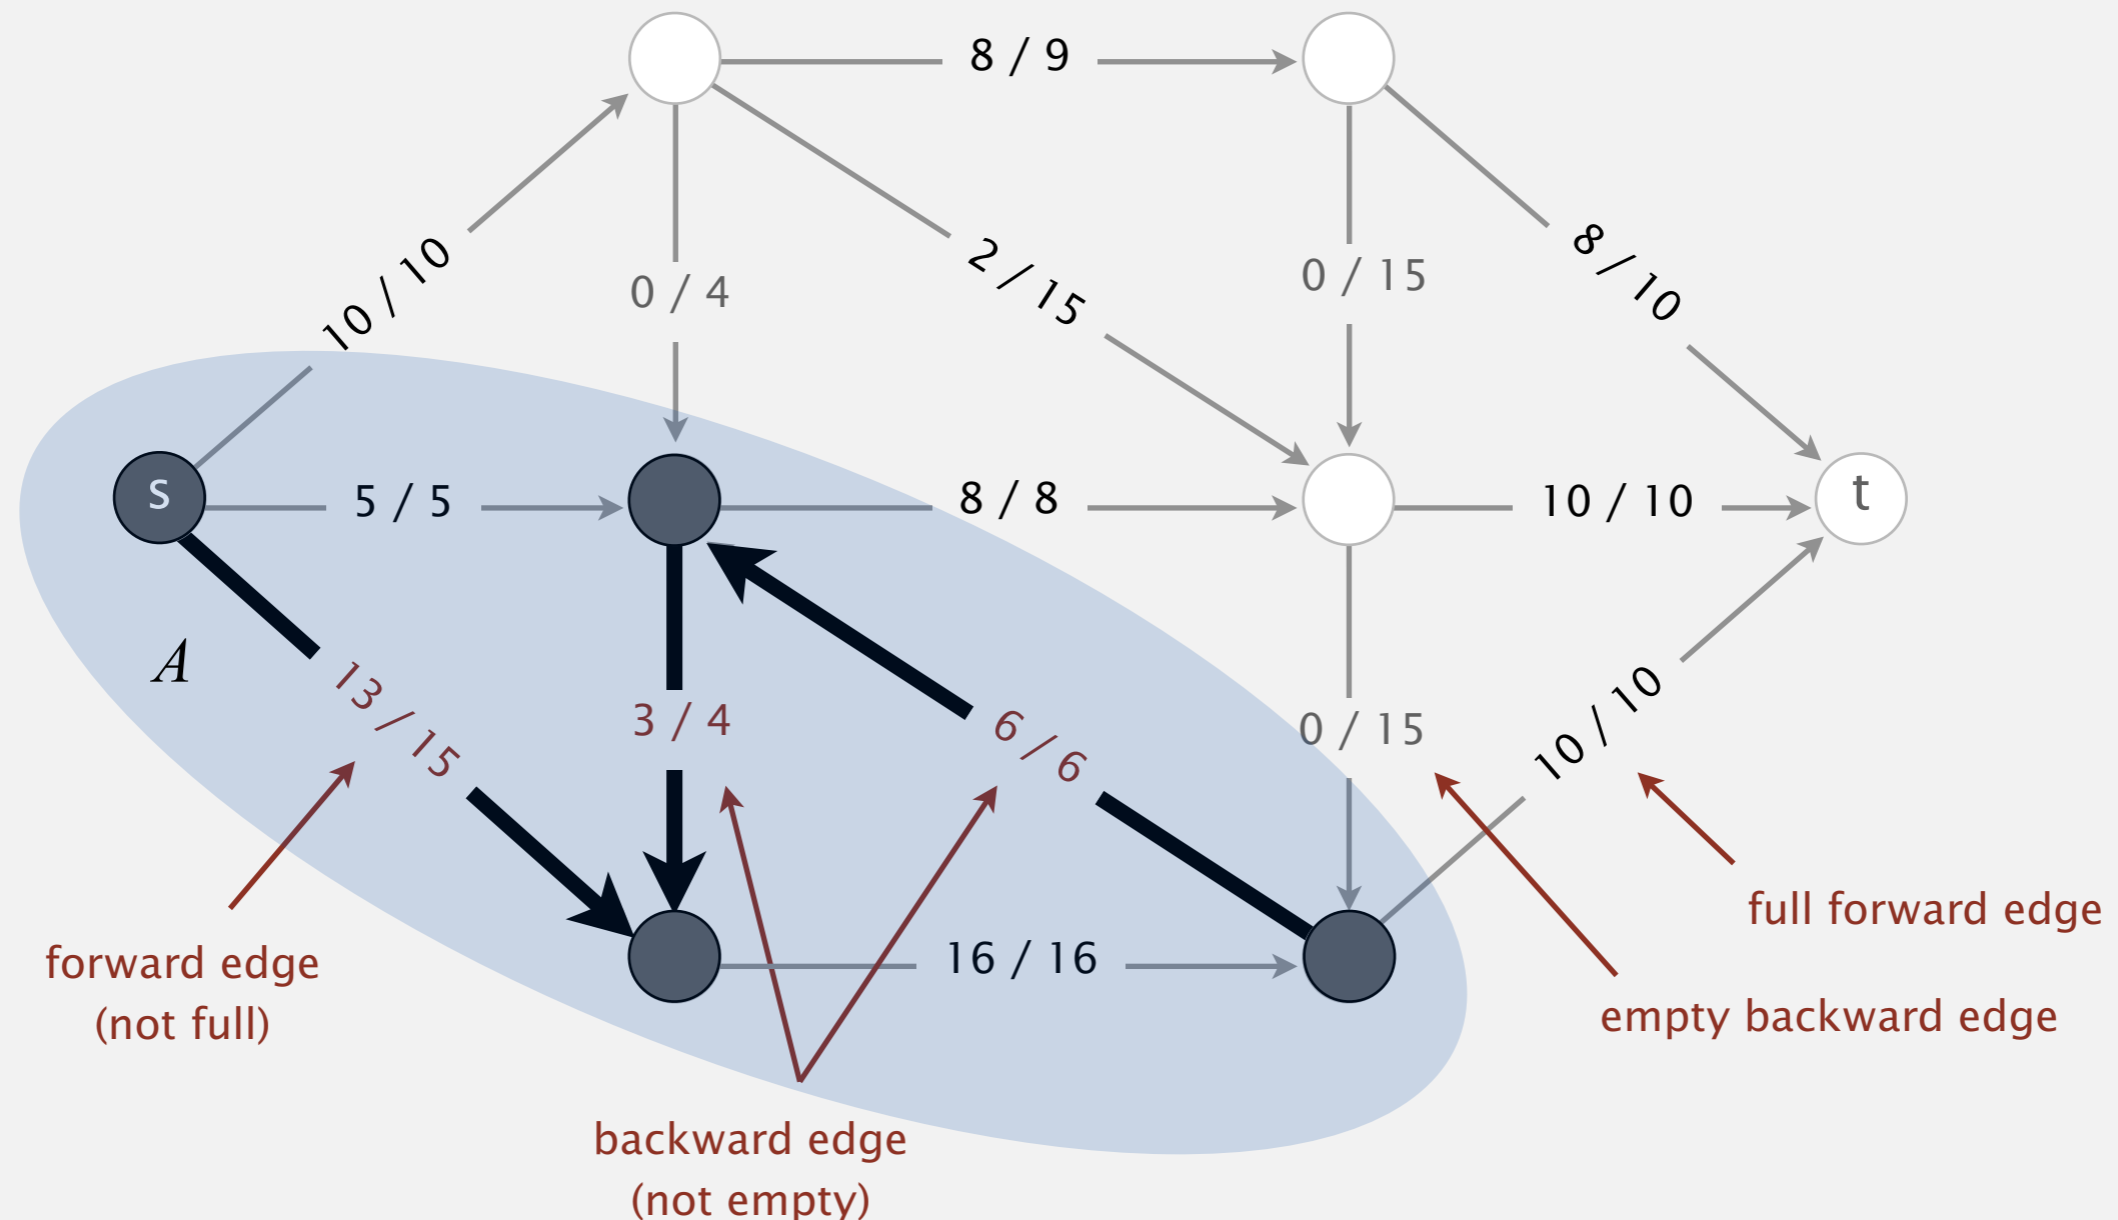 8 / 9
10 / 10
0 / 4
2 / 15
0 / 15
8 / 10
s
5 / 5
8 / 8
10 / 10
t
A
13 / 15
3 / 4
6 / 6
0 / 15
10 / 10
full forward edge
forward edge
(not full)
16 / 16
empty backward edge
backward edge
(not empty)